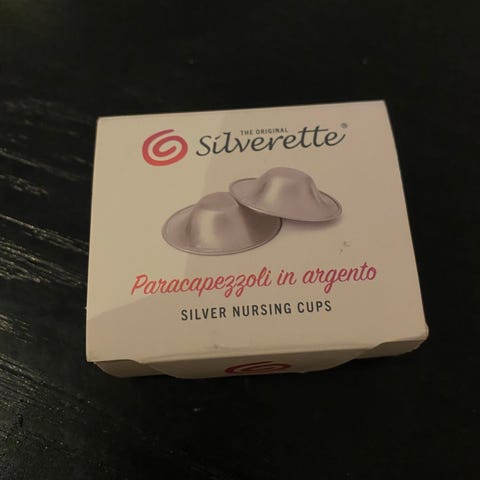 THE ORIGINAL
Silverette®
Paracapezzoli in argento
SILVER NURSING CUPS